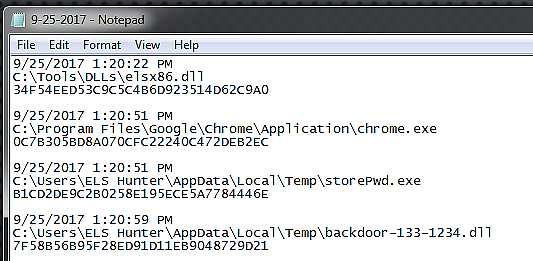 9-25-2017 - Notepad
File Edit Format View Help
9/25/2017 1:20:22 PM
C:\Tools\DLLs\elsx86.dll
34F54EED53C9C5C4B6D923514D62C9A0
9/25/2017 1:20:51 PM
C:\Program Files\Google\Chrome\Application\chrome.exe
0C7B305BD8A070CFC22240C472DEB2EC
9/25/2017 1:20:51 PM
C:\Users\ELS Hunter\AppData\Local\Temp\storePwd.exe
B1CD2DE9C2B0258E195ECE5A7784446E
9/25/2017 1:20:59 PM
C:\Users\ELS Hunter\AppData\Local\Temp\backdoor-133-1234.dll
7F58B56B95F28ED91D11EB9048729D21